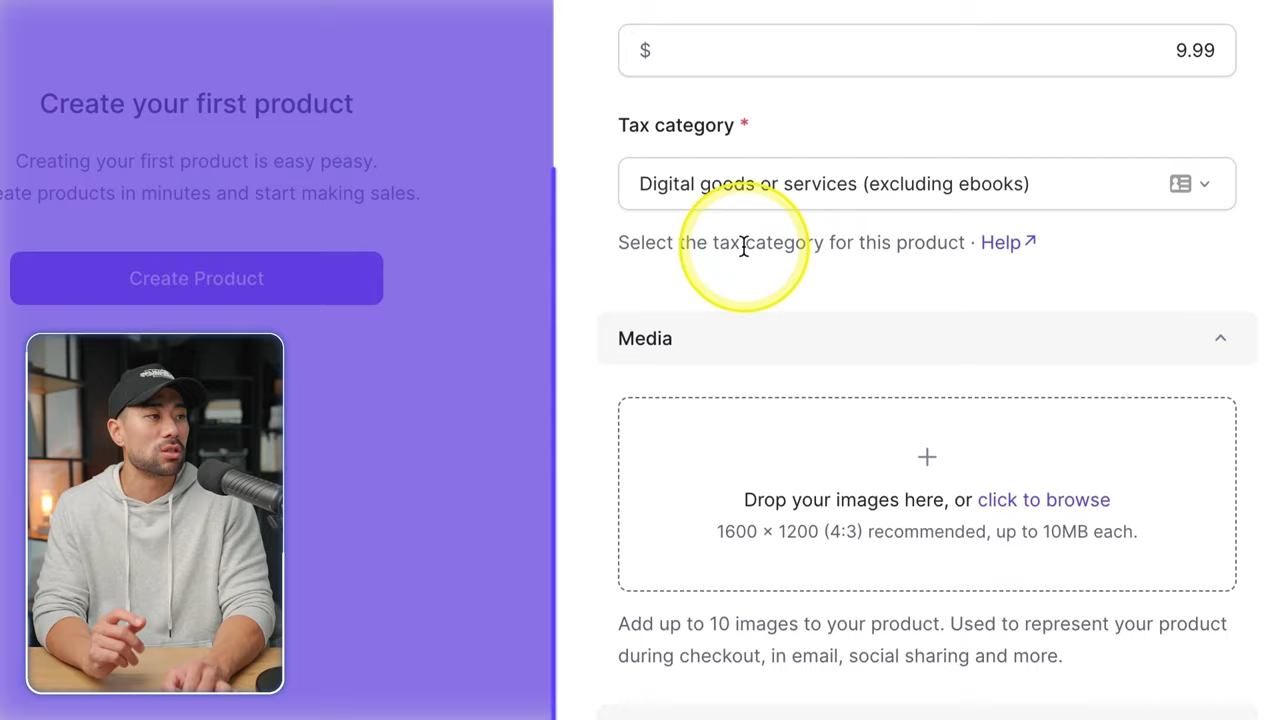 Create your first product
Creating your first product is easy peasy.
eate products in minutes and start making sales.
Create Product
$ 9.99
Tax category *
Digital goods or services (excluding ebooks)
Select the tax category for this product · Help
Media
Drop your images here, or click to browse
1600 × 1200 (4:3) recommended, up to 10MB each.
Add up to 10 images to your product. Used to represent your product
during checkout, in email, social sharing and more.